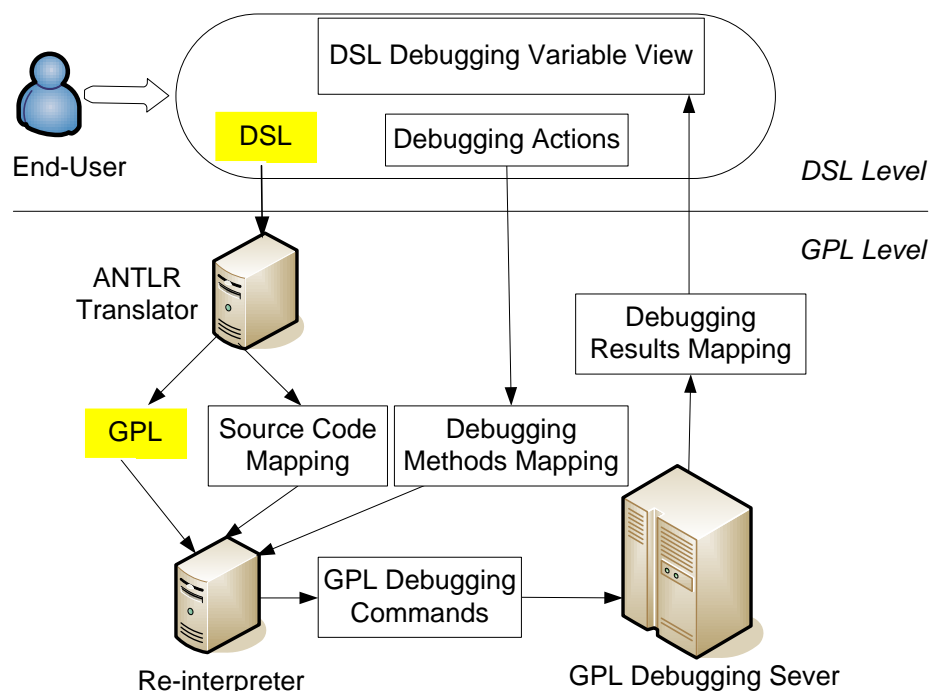 DSL Debugging Variable View
DSL
Debugging Actions
End-User
DSL Level
GPL Level
ANTLR
Translator
Debugging
Results Mapping
GPL
Source Code
Mapping
Debugging
Methods Mapping
GPL Debugging
Commands
Re-interpreter
GPL Debugging Sever